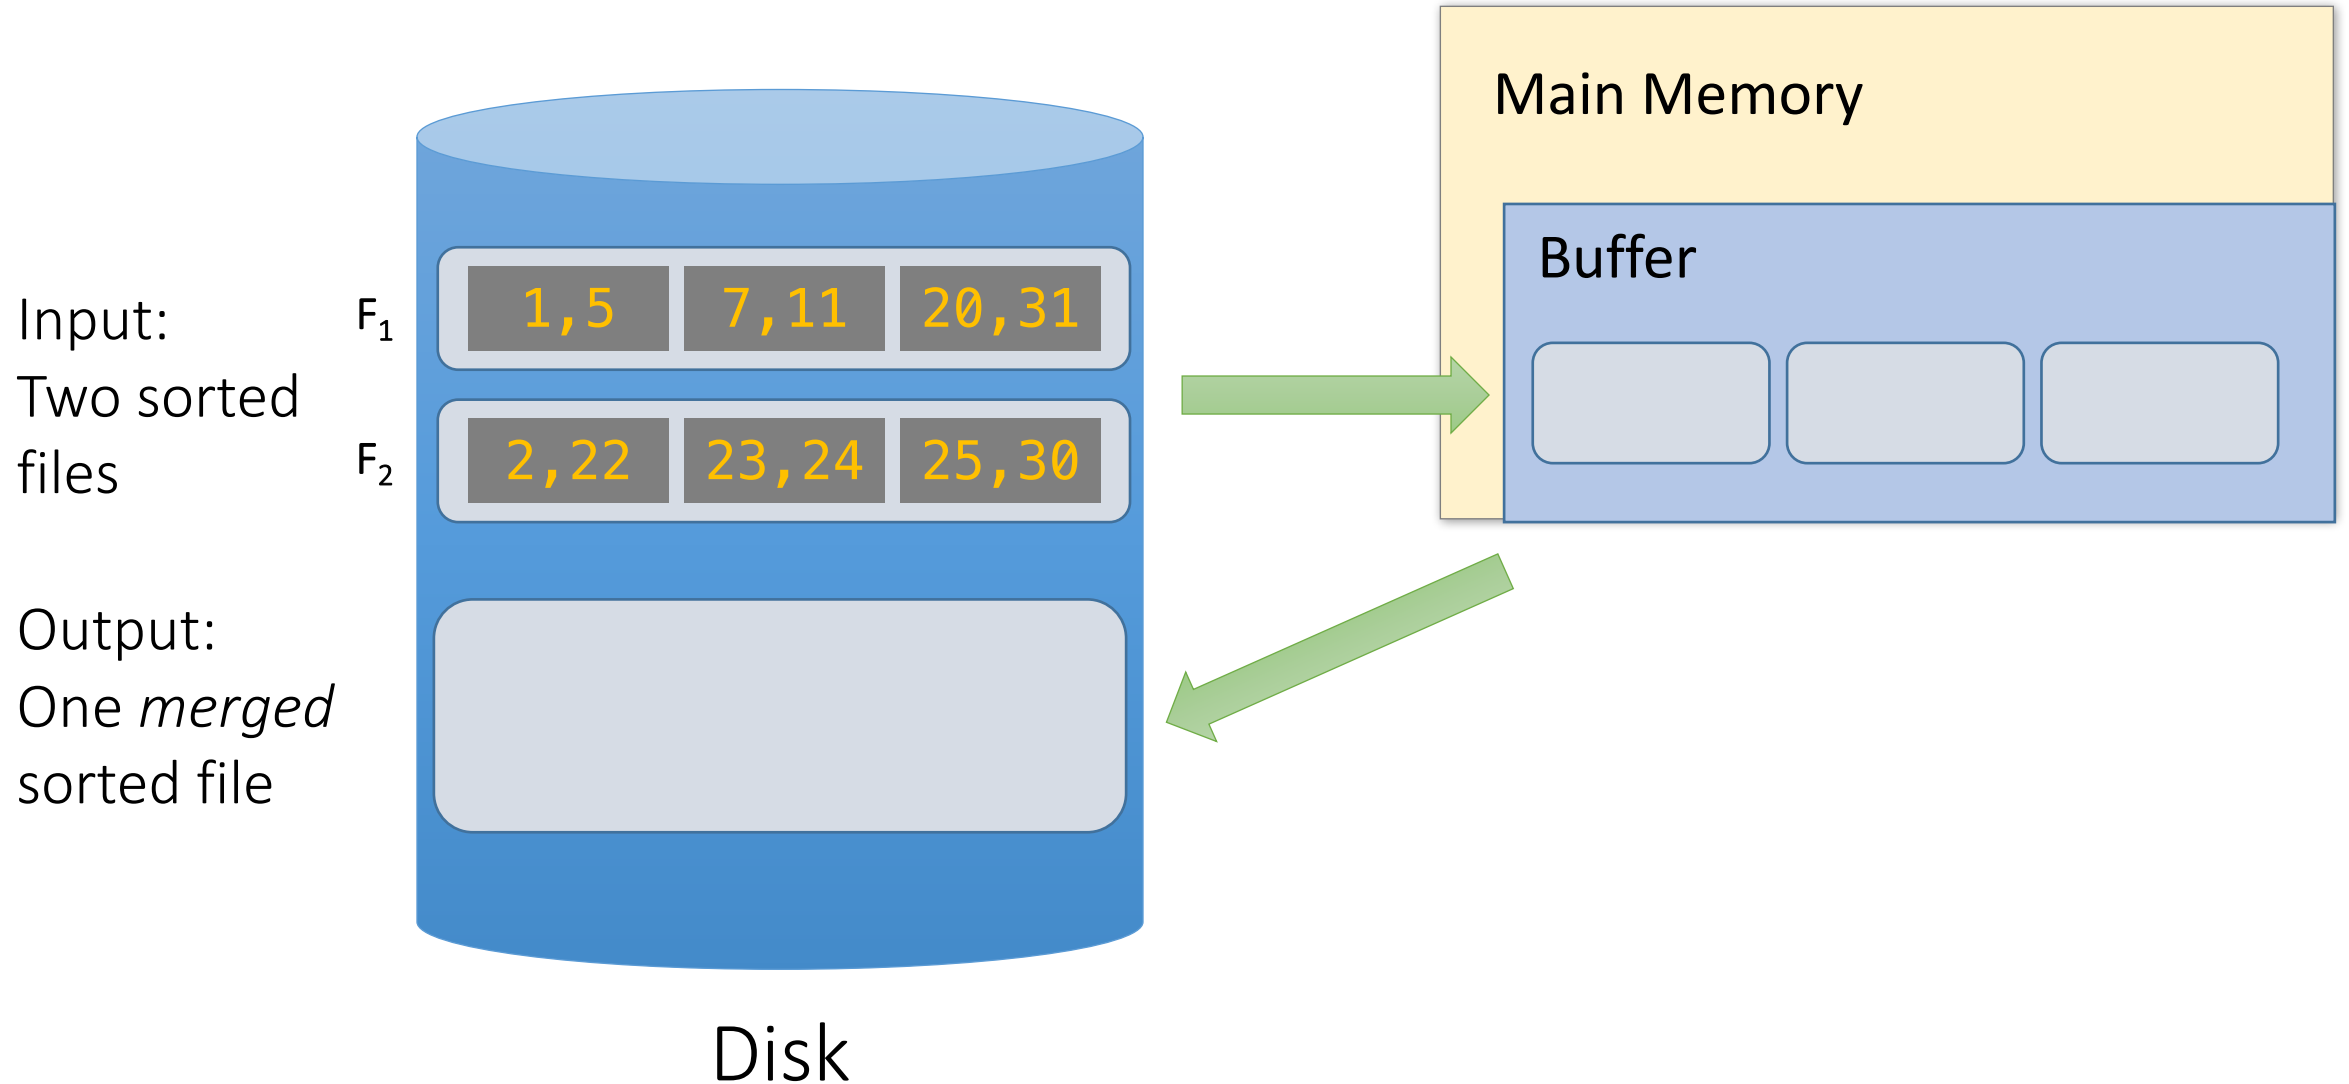 Main Memory
Buffer
Input:
Two sorted
files
F₁
1,5
7,11
20,31
F₂
2,22
23,24
25,30
Output:
One merged
sorted file
Disk